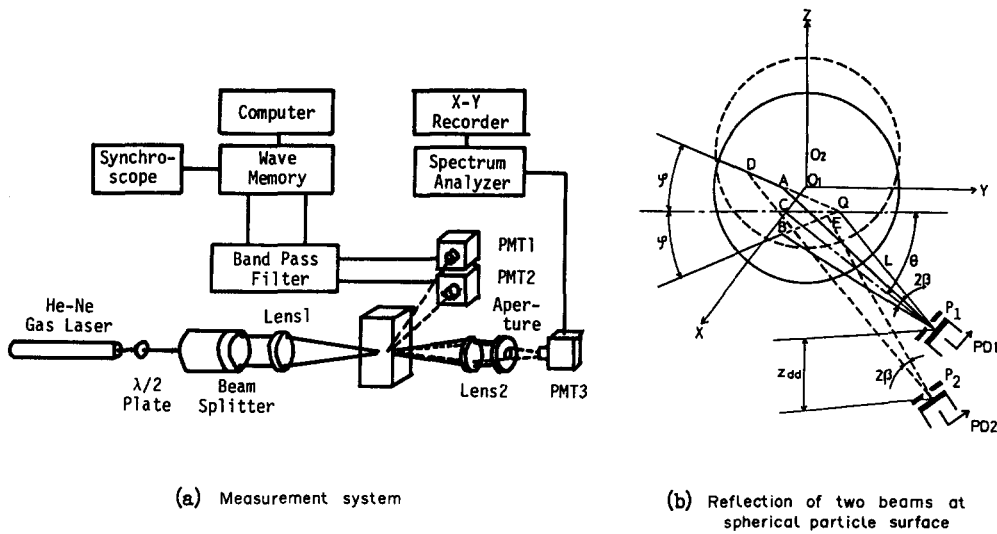 Computer
X-Y
Recorder
Synchro-
scope
Wave
Memory
Spectrum
Analyzer
Band Pass
Filter
PMT1
PMT2
He-Ne
Gas Laser
Lens1
Aper-
ture
λ/2
Plate
Beam
Splitter
Lens2
PMT3
(a) Measurement system
Z
O2
D
A
O1
Y
φ
C
Q
B
E
φ
L
θ
2β
X
P1
PD1
Zdd
2β
P2
PD2
(b) Reflection of two beams at
spherical particle surface